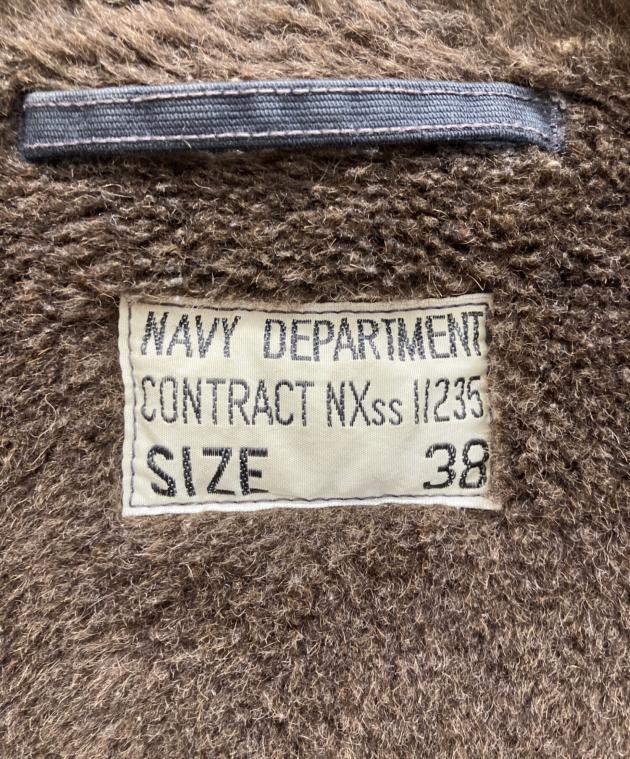 NAVY DEPARTMENT
CONTRACT NXss 11235
SIZE 38